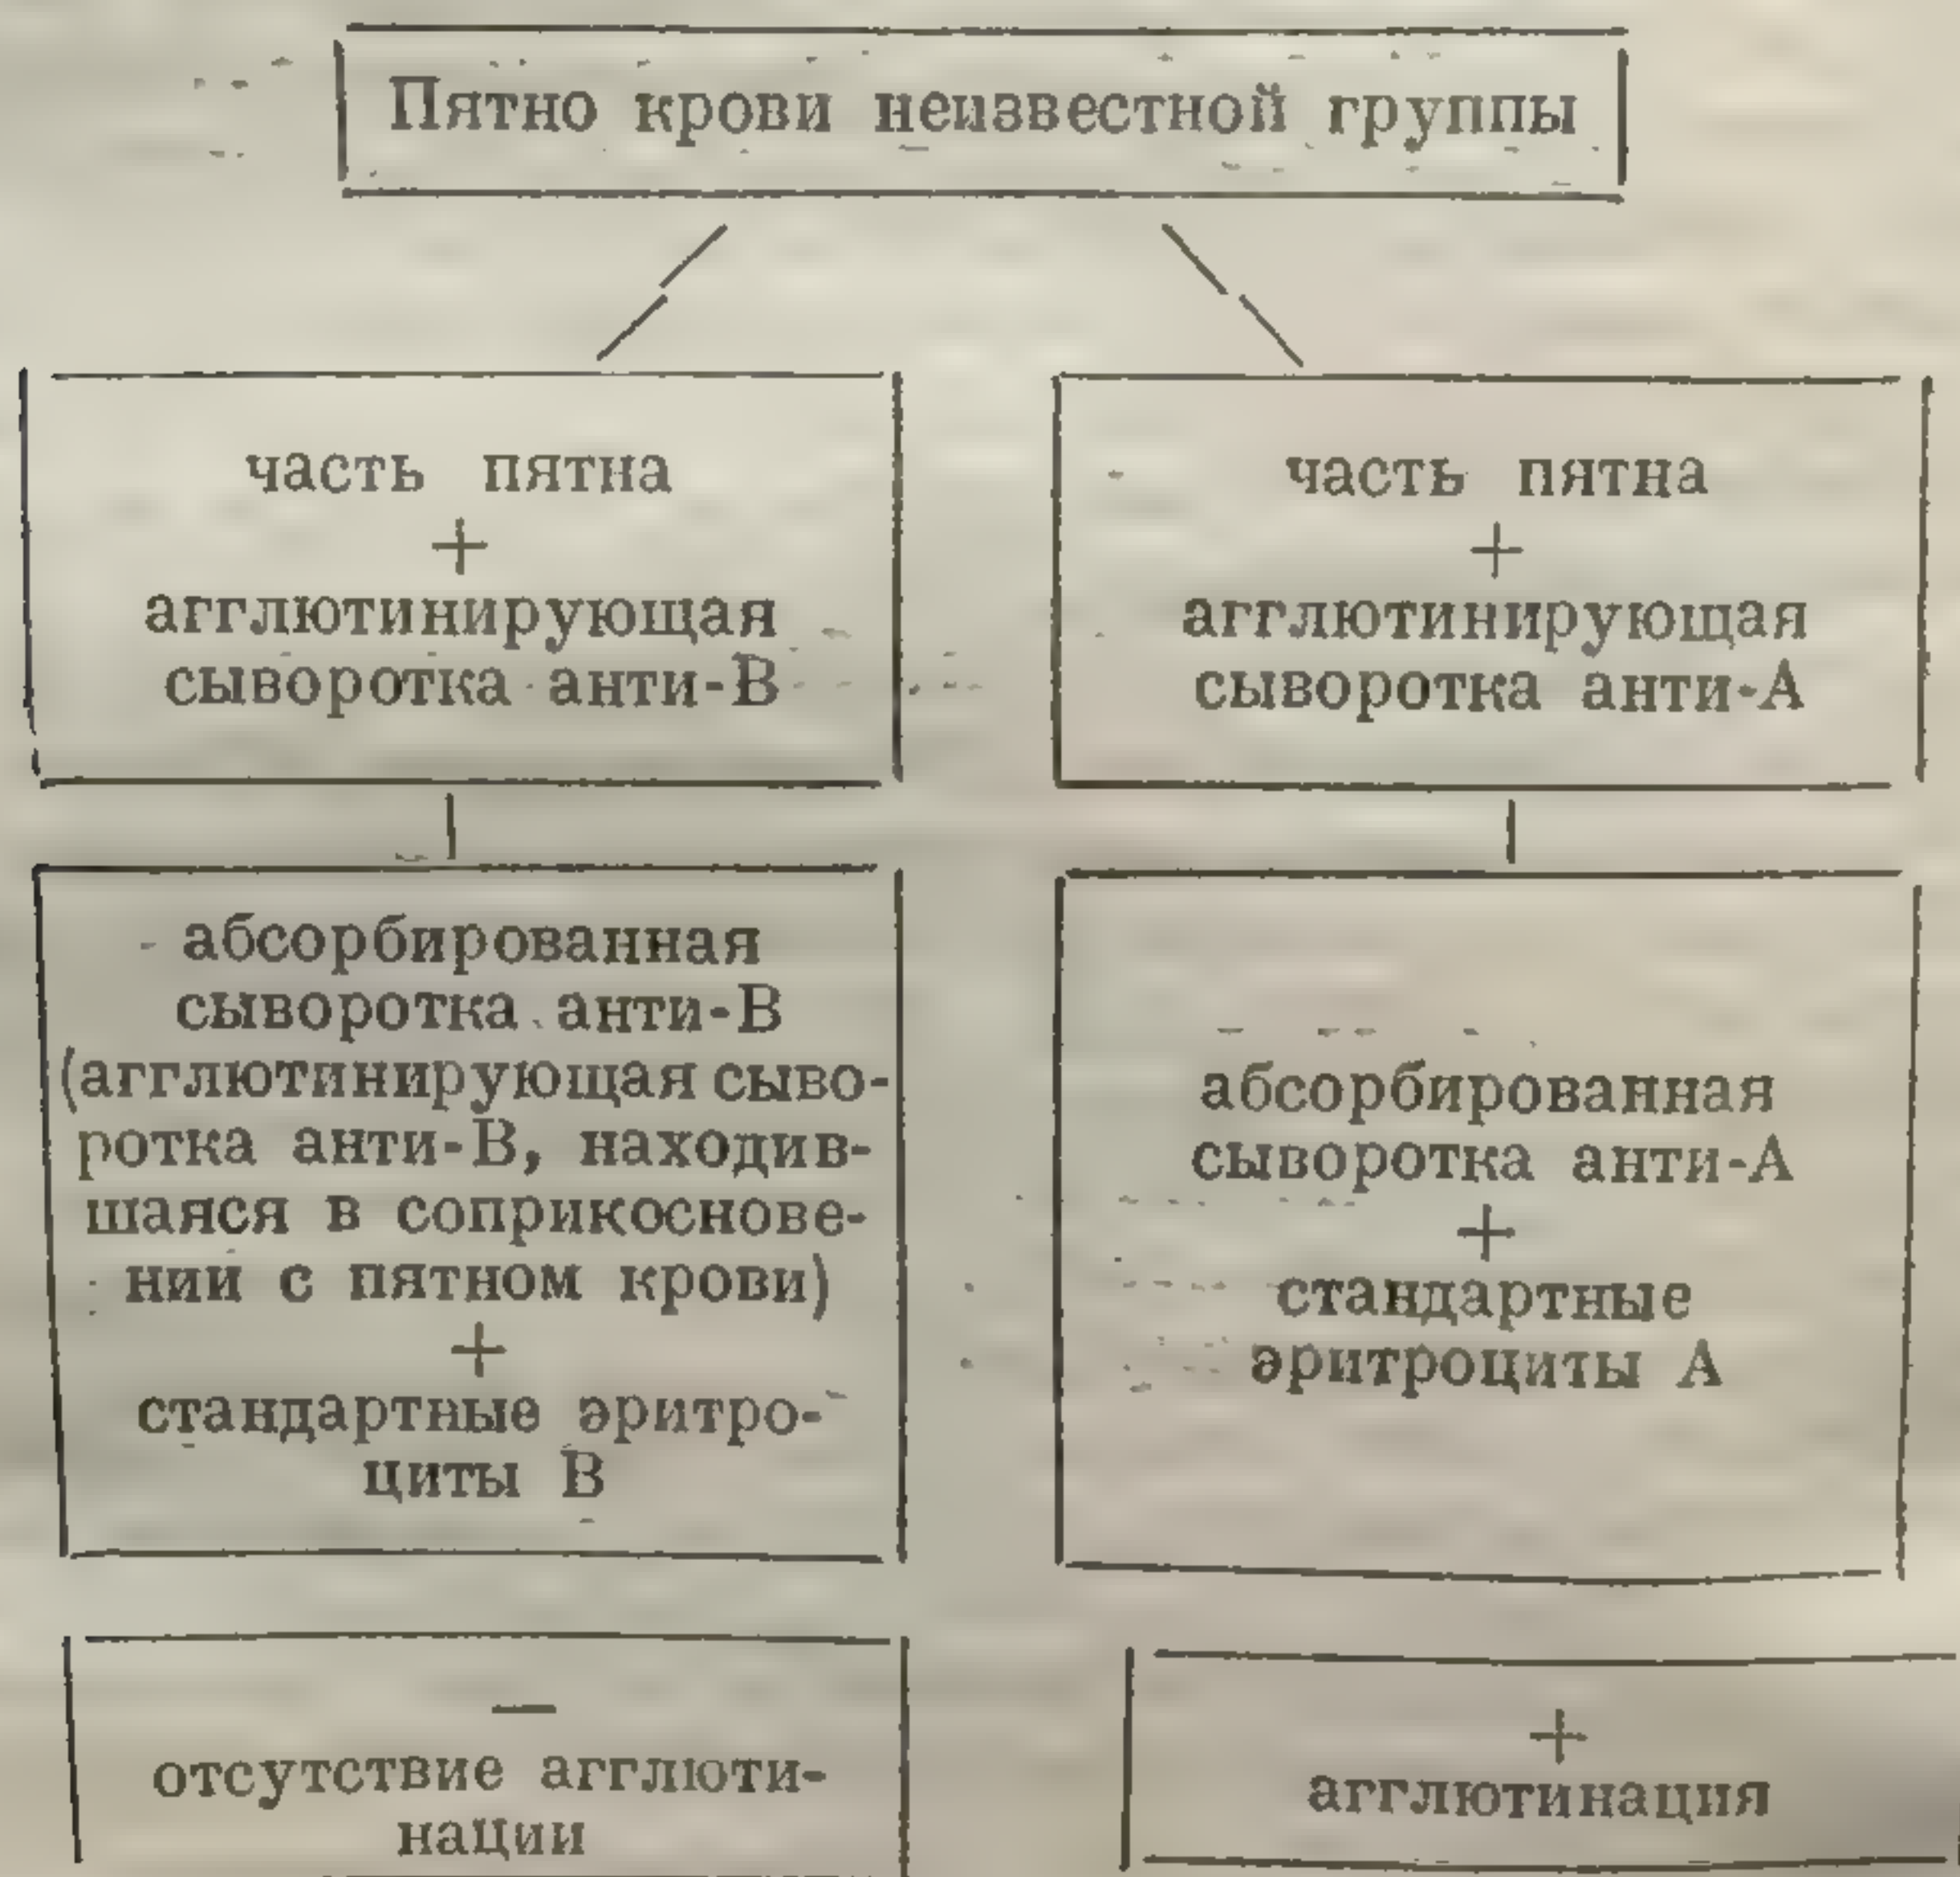 Пятно крови неизвестной группы
часть пятна
+
агглютинирующая
сыворотка анти-В
часть пятна
+
агглютинирующая
сыворотка анти-А
абсорбированная
сыворотка анти-В
(агглютинирующая сыво-
ротка анти-В, находив-
шаяся в соприкоснове-
нии с пятном крови)
+
стандартные эритро-
циты В
абсорбированная
сыворотка анти-А
+
стандартные
эритроциты А
—
отсутствие агглюти-
нации
+
агглютинация